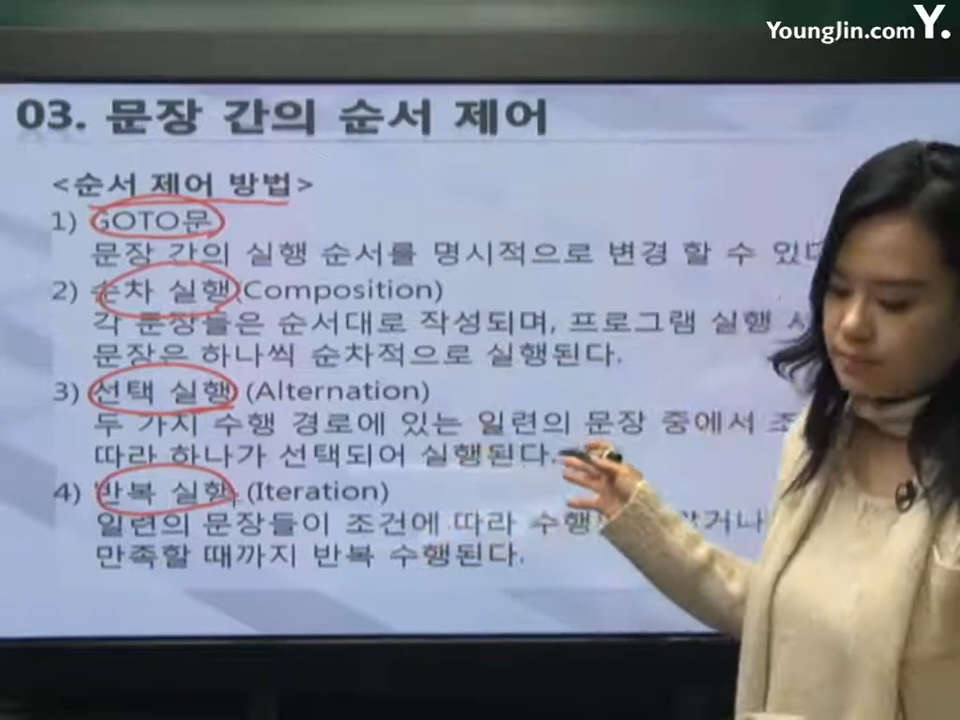 YoungJin.com Y.
03. 문장 간의 순서 제어
<순서 제어 방법>
1) GOTO문
문장 간의 실행 순서를 명시적으로 변경 할 수
2) 순차 실행(Composition)
각 문장들은 순서대로 작성되며, 프로그램 실행
문장은 하나씩 순차적으로 실행된다.
3) 선택 실행 (Alternation)
두 가지 수행 경로에 있는 일련의 문장 중에서
따라 하나가 선택되어 실행된다.
4) 반복 실행 (Iteration)
일련의 문장들이 조건에 따라
만족할 때까지 반복 수행된다.